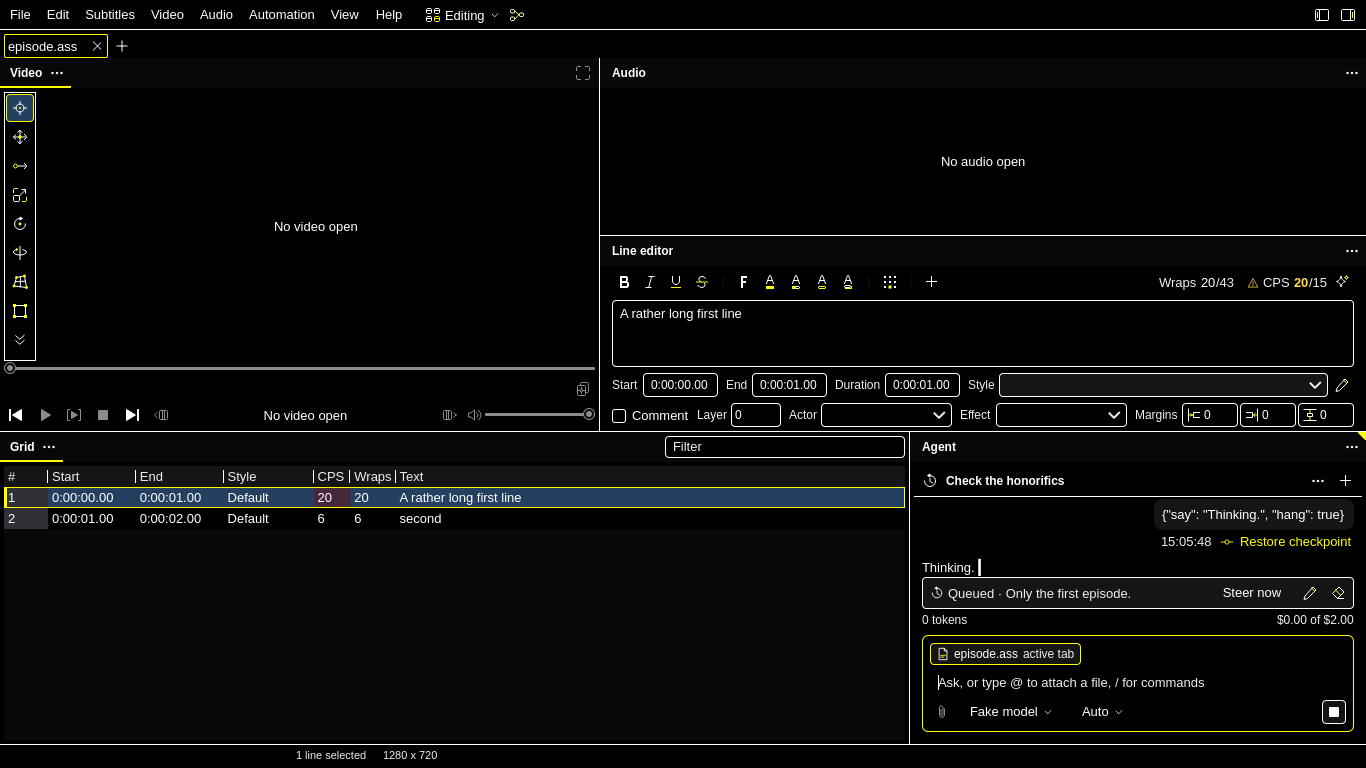 File Edit Subtitles Video Audio Automation View Help Editing
episode.ass
Video
Audio
No video open
No audio open
Line editor
B I U S F A A A A Wraps 20/43 CPS 20/15
A rather long first line
Start 0:00:00.00 End 0:00:01.00 Duration 0:00:01.00 Style
Comment Layer 0 Actor Effect Margins 0 0 0
No video open
Grid
Filter
# Start End Style CPS Wraps Text
1 0:00:00.00 0:00:01.00 Default 20 20 A rather long first line
2 0:00:01.00 0:00:02.00 Default 6 6 second
Agent
Check the honorifics
{"say": "Thinking.", "hang": true}
15:05:48 Restore checkpoint
Thinking.
Queued · Only the first episode. Steer now
0 tokens $0.00 of $2.00
episode.ass active tab
Ask, or type @ to attach a file, / for commands
Fake model Auto
1 line selected 1280 x 720